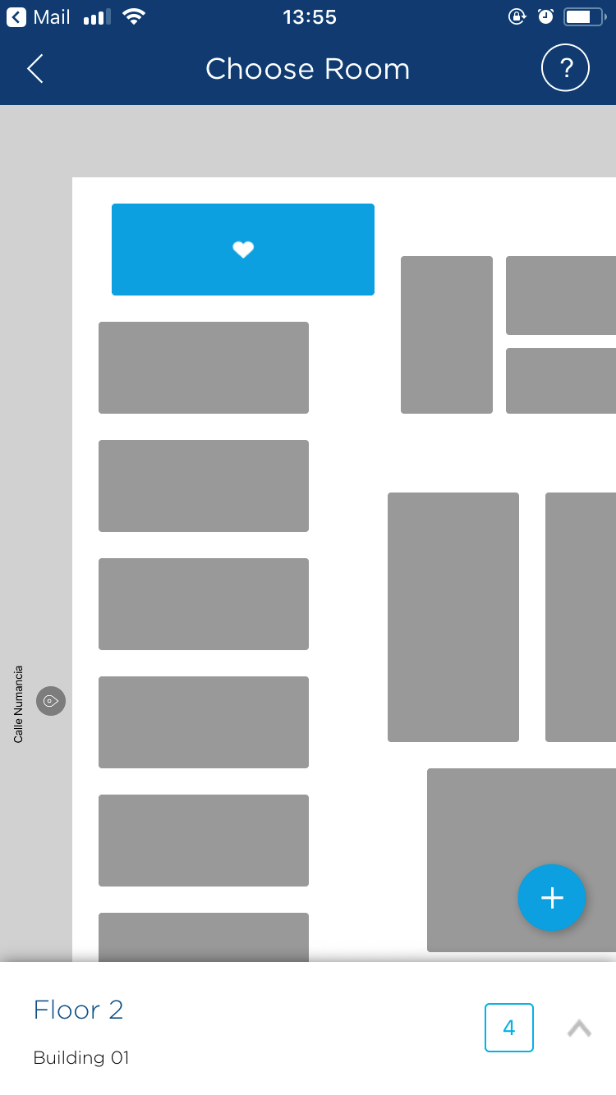 Mail
13:55
Choose Room
?
Calle Numancia
Floor 2
4
Building 01